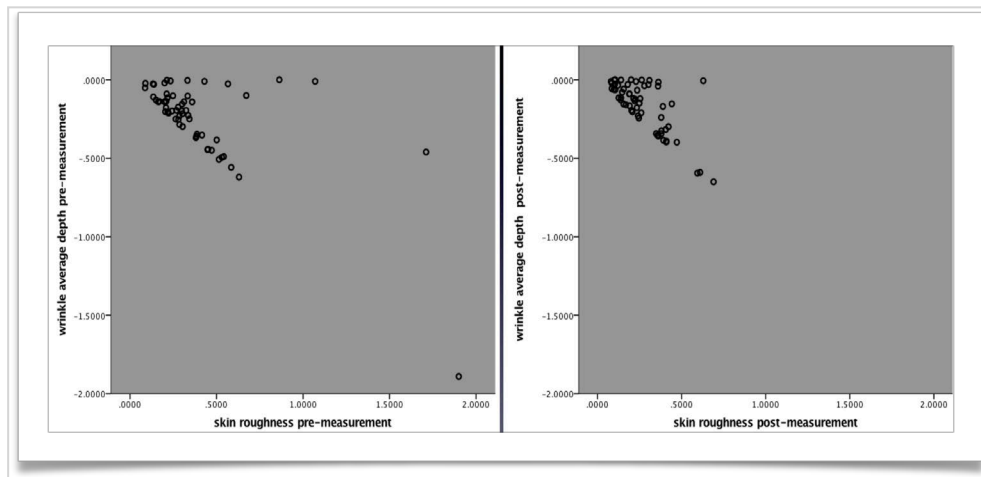 wrinkle average depth pre-measurement
.0000
-.5000
-1.0000
-1.5000
-2.0000
.0000 .5000 1.0000 1.5000 2.0000
skin roughness pre-measurement
wrinkle average depth post-measurement
.0000
-.5000
-1.0000
-1.5000
-2.0000
.0000 .5000 1.0000 1.5000 2.0000
skin roughness post-measurement